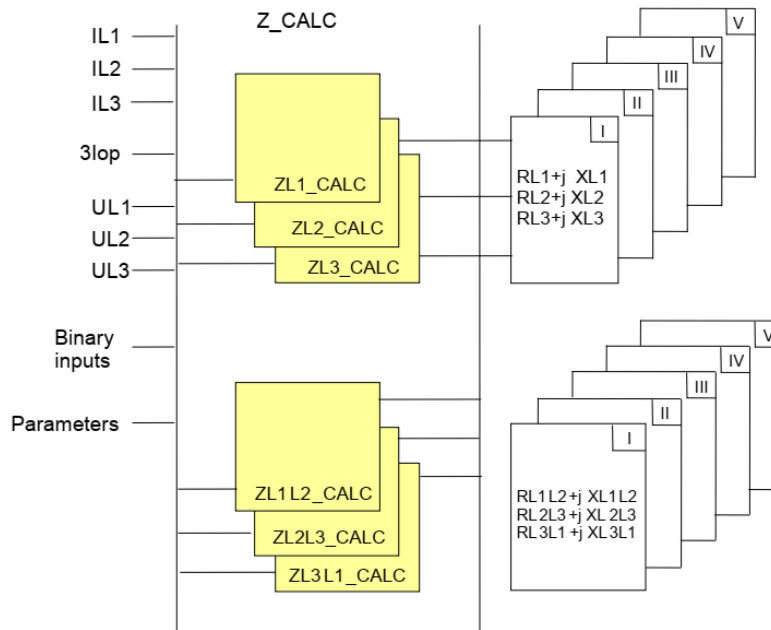 Z_CALC
IL1
IL2
IL3
3Iop
UL1
UL2
UL3
Binary
inputs
Parameters
ZL1_CALC
ZL2_CALC
ZL3_CALC
V
IV
III
II
I
RL1+j XL1
RL2+j XL2
RL3+j XL3
ZL1L2_CALC
ZL2L3_CALC
ZL3L1_CALC
V
IV
III
II
I
RL1L2+j XL1L2
RL2L3+j XL2L3
RL3L1+j XL3L1